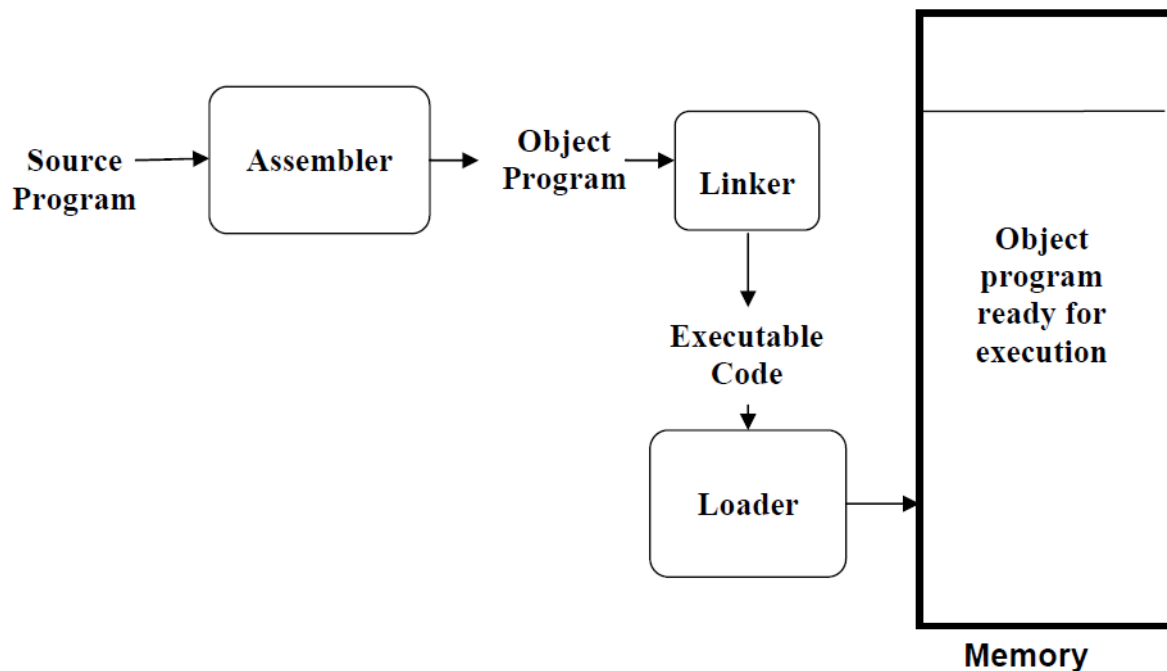 Source
Program
Assembler
Object
Program
Linker
Executable
Code
Loader
Object
program
ready for
execution
Memory